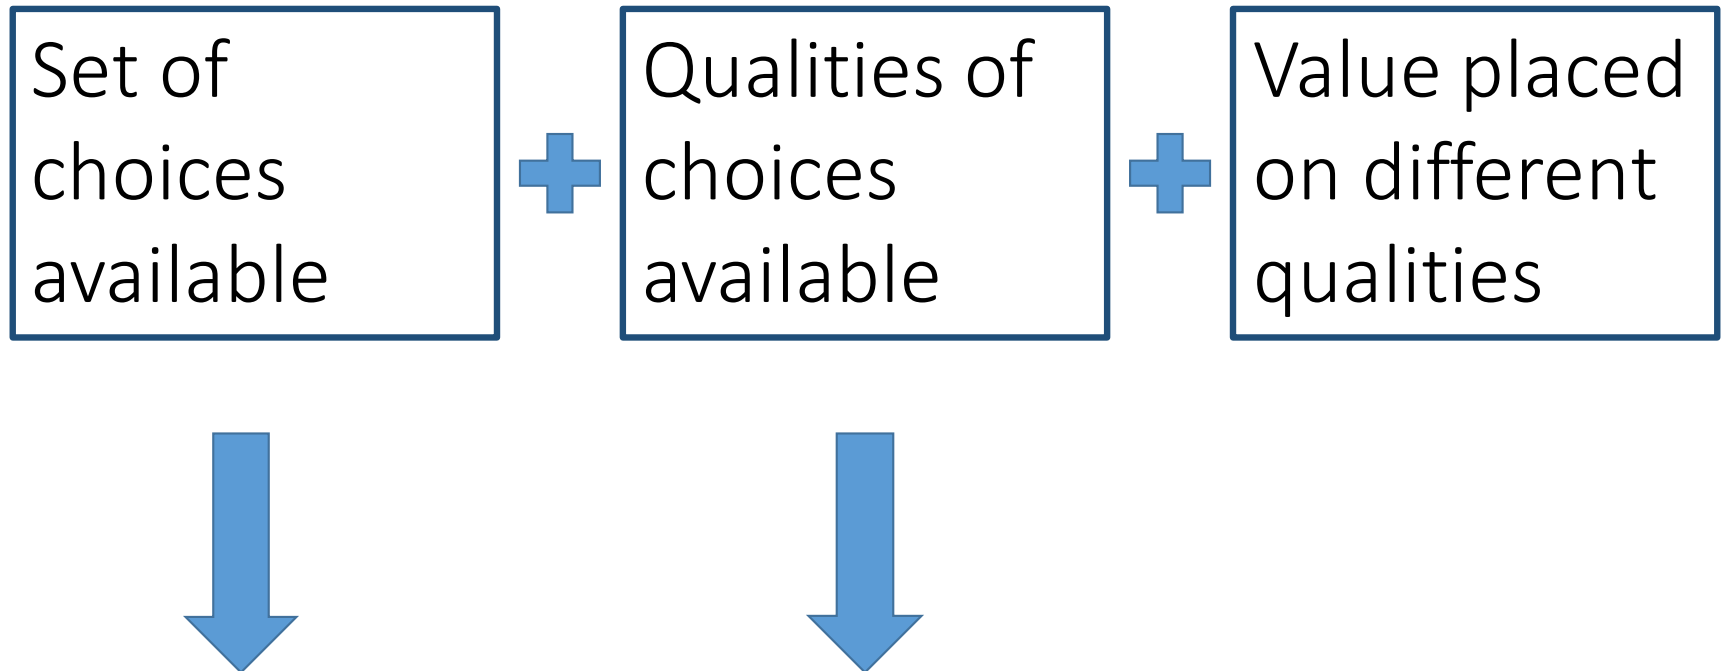 Set of
choices
available
Qualities of
choices
available
Value placed
on different
qualities